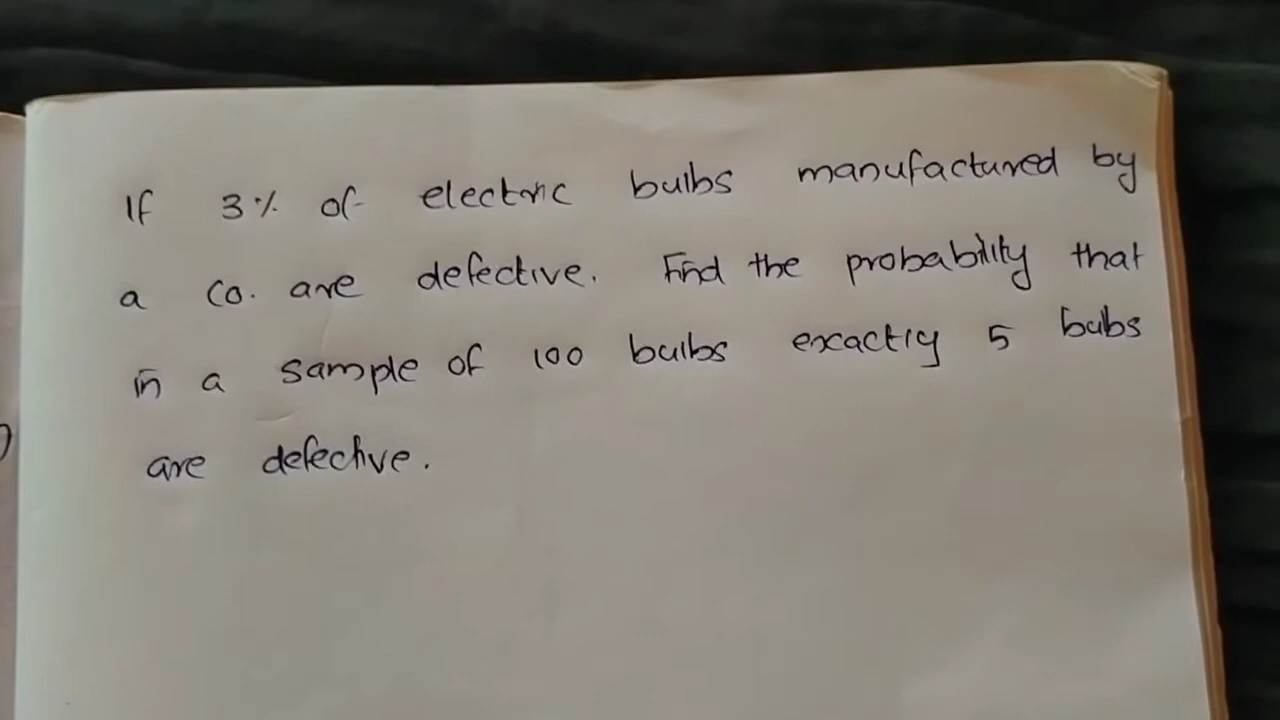 If 3% of electric bulbs manufactured by
a co. are defective. Find the probability that
in a sample of 100 bulbs exactly 5 bubs
are defective.